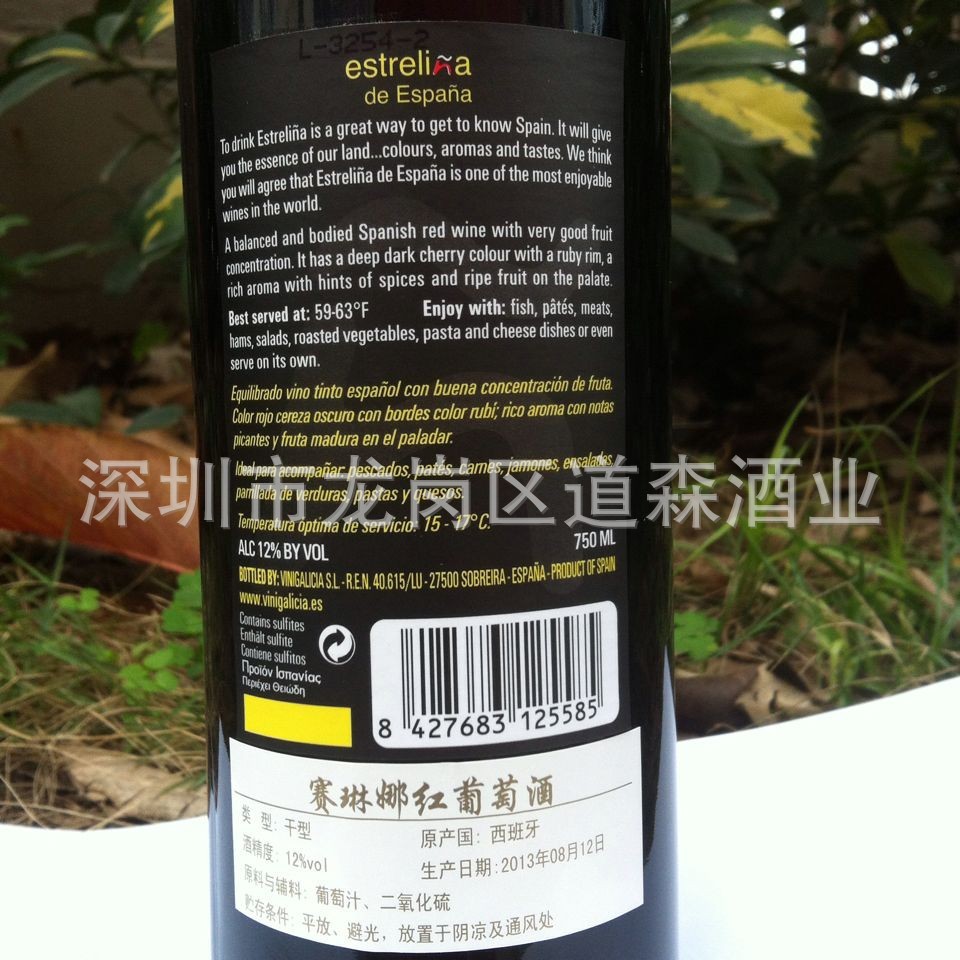 L-3254-2
estreliña
de España
To drink Estreliña is a great way to get to know Spain. It will give
you the essence of our land...colours, aromas and tastes. We think
you will agree that Estreliña de España is one of the most enjoyable
wines in the world.
A balanced and bodied Spanish red wine with very good fruit
concentration. It has a deep dark cherry colour with a ruby rim, a
rich aroma with hints of spices and ripe fruit on the palate.
Best served at: 59-63°F Enjoy with: fish, pâtés, meats,
hams, salads, roasted vegetables, pasta and cheese dishes or even
serve on its own.
Equilibrado vino tinto español con buena concentración de fruta.
Color rojo cereza oscuro con bordes color rubí; rico aroma con notas
picantes y fruta madura en el paladar.
Ideal para acompañar: pescados, patés, carnes, jamones, ensaladas,
parrillada de verduras, pastas y quesos.
深圳市龙岗区道森酒业
Temperatura óptima de servicio: 15 - 17°C.
ALC 12% BY VOL 750 ML
BOTTLED BY: VINIGALICIA S.L. - R.E.N. 40.615/LU - 27500 SOBREIRA - ESPAÑA - PRODUCT OF SPAIN
www.vinigalicia.es
Contains sulfites
Enthält sulfite
Contiene sulfitos
Προϊόν Ισπανίας
Περιέχει Θειώδη
8 427683 125585
赛琳娜红葡萄酒
类 型: 干型 原产国: 西班牙
酒精度: 12%vol 生产日期: 2013年08月12日
原料与辅料: 葡萄汁、二氧化硫
贮存条件: 平放、避光，放置于阴凉及通风处